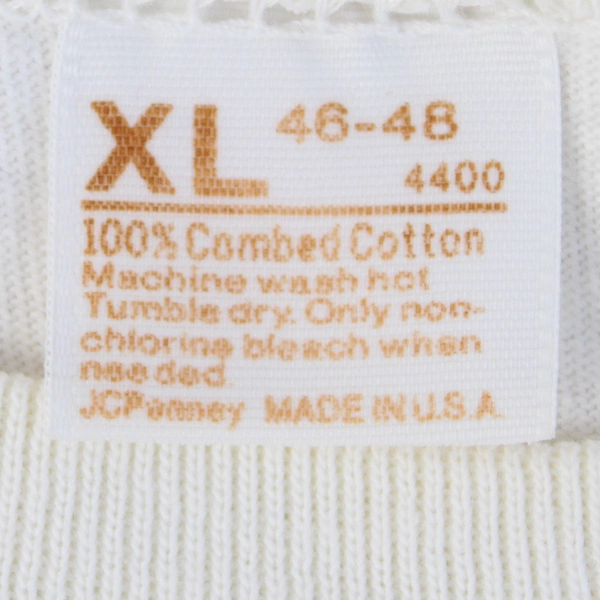 XL 46-48
4400
100% Combed Cotton
Machine wash hot
Tumble dry. Only non-
chlorine bleach when
needed.
JCPenney MADE IN U.S.A.